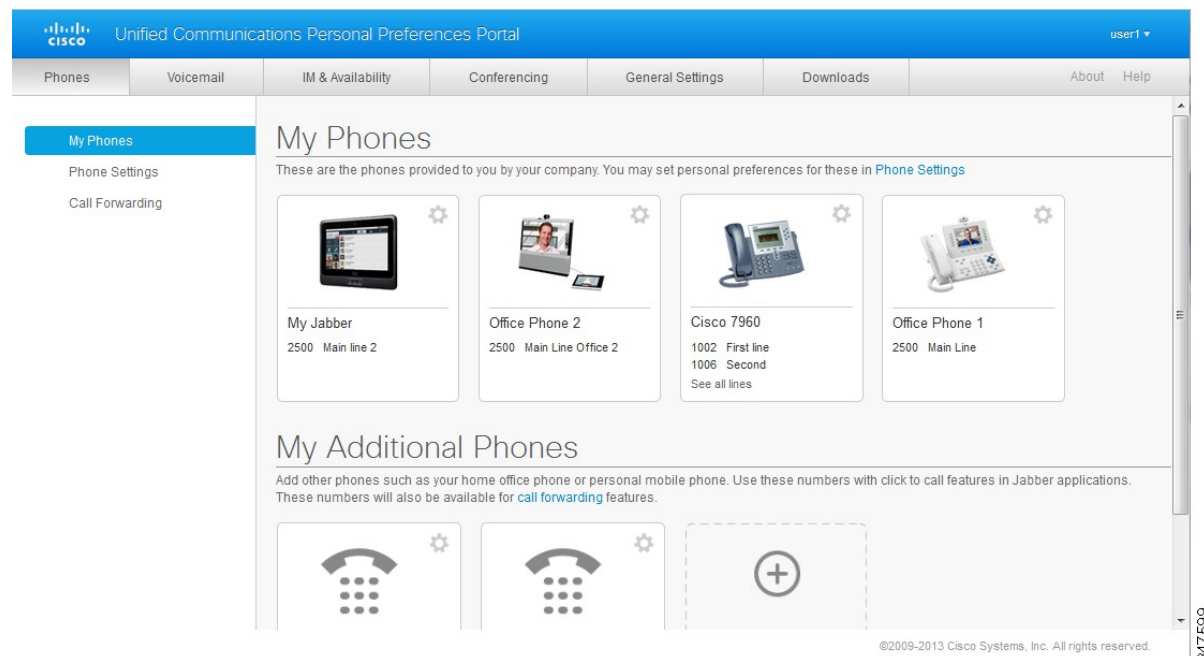 CISCO Unified Communications Personal Preferences Portal user1
Phones Voicemail IM & Availability Conferencing General Settings Downloads About Help
My Phones
Phone Settings
Call Forwarding
My Phones
These are the phones provided to you by your company. You may set personal preferences for these in Phone Settings
My Jabber
2500 Main line 2
Office Phone 2
2500 Main Line Office 2
Cisco 7960
1002 First line
1006 Second
See all lines
Office Phone 1
2500 Main Line
My Additional Phones
Add other phones such as your home office phone or personal mobile phone. Use these numbers with click to call features in Jabber applications.
These numbers will also be available for call forwarding features.
©2009-2013 Cisco Systems, Inc. All rights reserved.